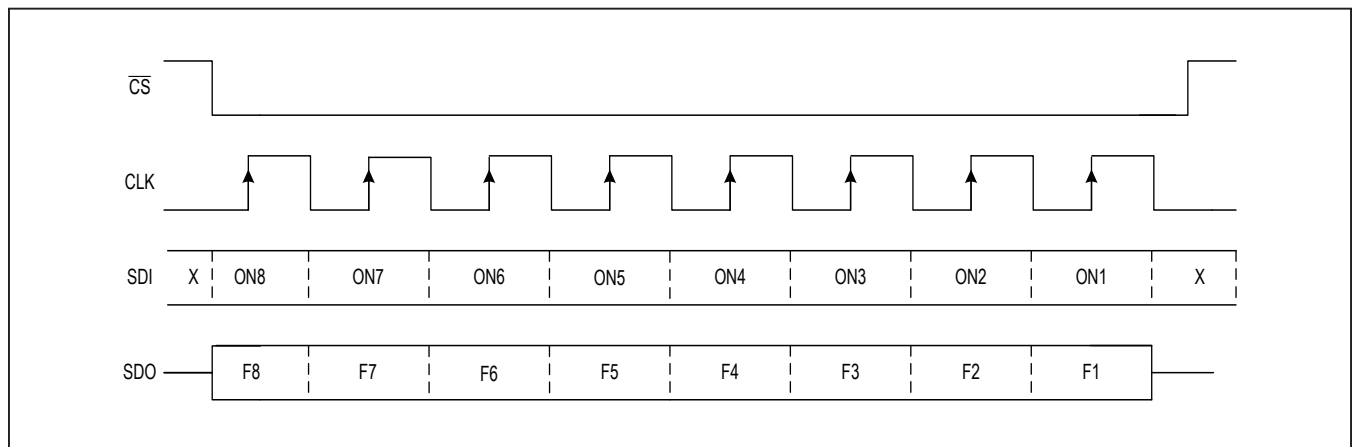 C̅S̅
CLK
SDI X ON8 ON7 ON6 ON5 ON4 ON3 ON2 ON1 X
SDO F8 F7 F6 F5 F4 F3 F2 F1